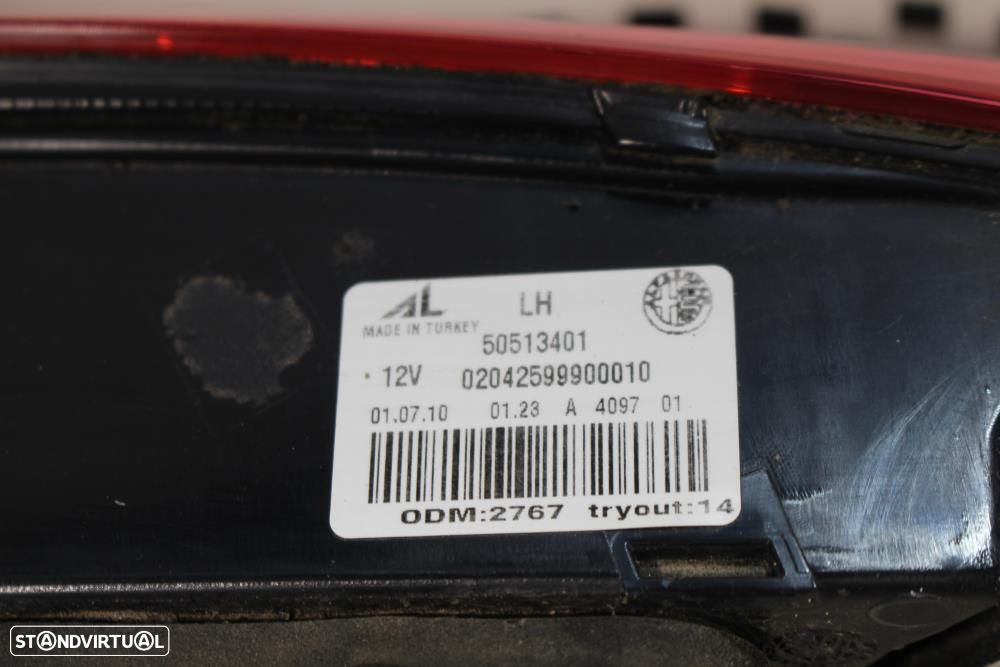 AL LH
MADE IN TURKEY
50513401
12V 02042599900010
01.07.10 01.23 A 4097 01
ODM:2767 tryout:14
STANDVIRTUAL